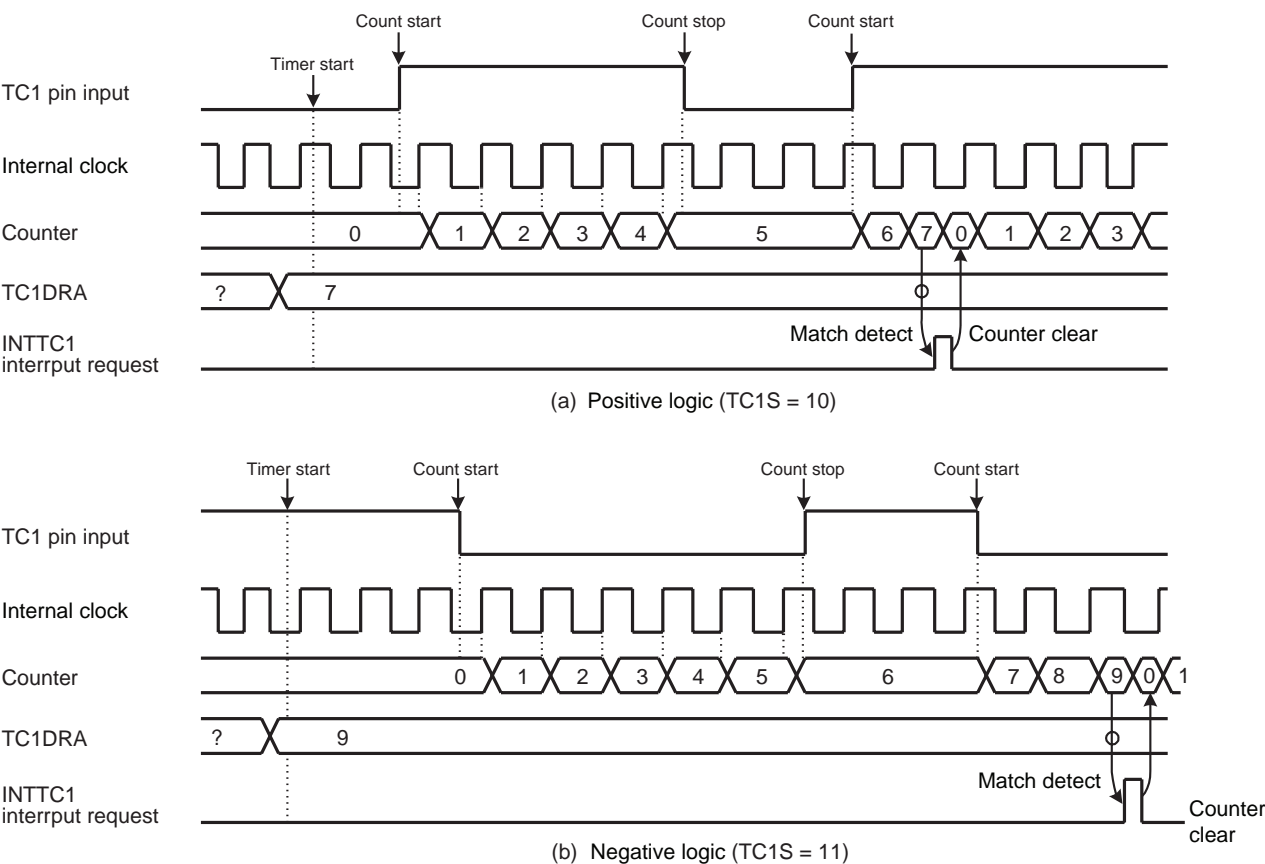 Count start
Count stop
Count start
Timer start
TC1 pin input
Internal clock
Counter
0 1 2 3 4 5 6 7 0 1 2 3
TC1DRA
? 7
Match detect
Counter clear
INTTC1
interrput request
(a) Positive logic (TC1S = 10)
Timer start
Count start
Count stop
Count start
TC1 pin input
Internal clock
Counter
0 1 2 3 4 5 6 7 8 9 0 1
TC1DRA
? 9
Match detect
INTTC1
interrput request
Counter
clear
(b) Negative logic (TC1S = 11)